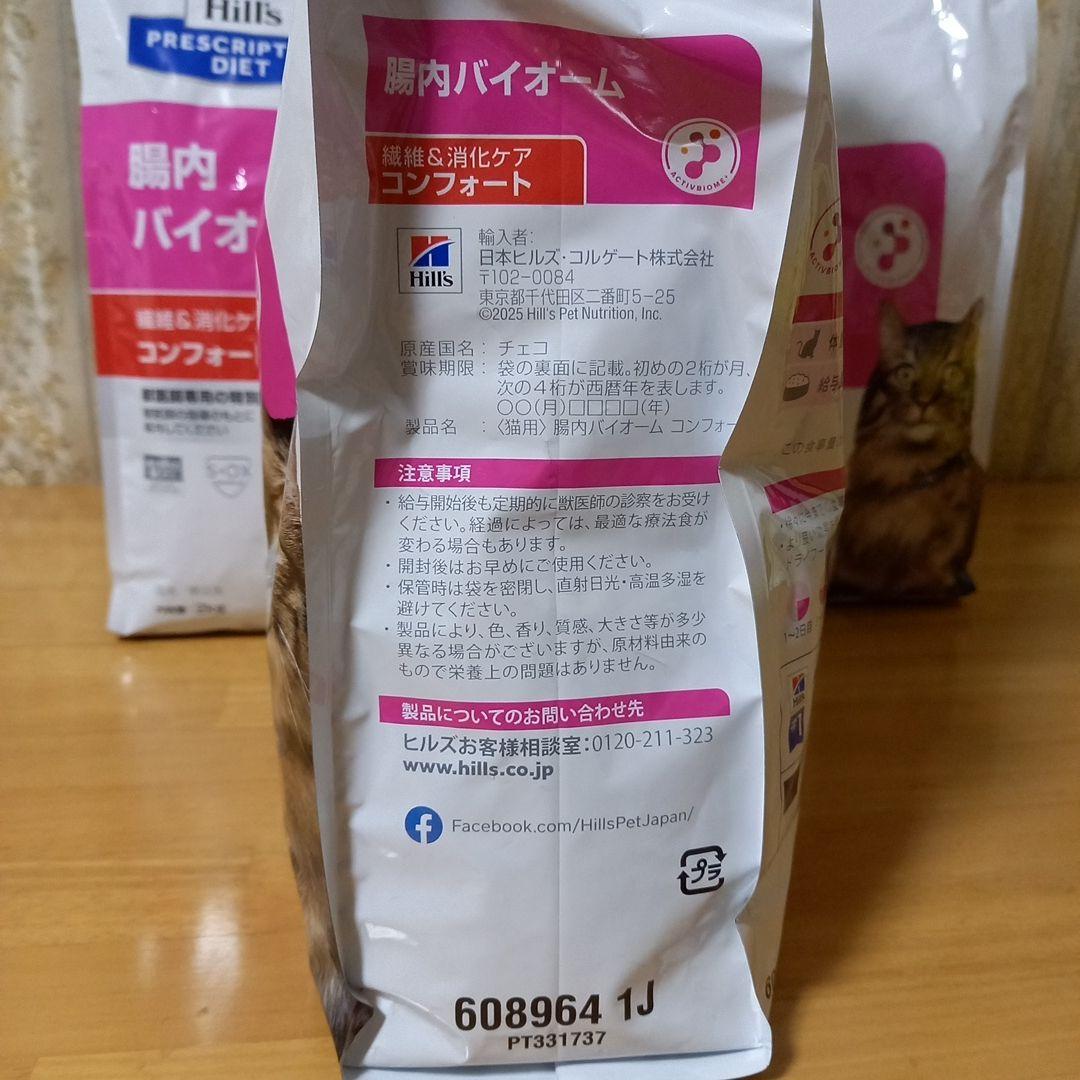 Hill's
PRESCRIPT
DIET
腸内
バイオ
繊維&消化ケ
コンフォー
腸内バイオーム
繊維&消化ケア
コンフォート
ACTIVBIOME+
Hill's
輸入者:
日本ヒルズ・コルゲート株式会社
〒102-0084
東京都千代田区二番町5-25
©2025 Hill's Pet Nutrition, Inc.
原産国名: チェコ
賞味期限: 袋の裏面に記載。初めの2桁が月、
次の4桁が西暦年を表します。
○○(月)□□□□(年)
製品名 : 〈猫用〉 腸内バイオーム コンフォー
注意事項
・給与開始後も定期的に獣医師の診察をお受け
ください。経過によっては、最適な療法食が
変わる場合もあります。
・開封後はお早めにご使用ください。
・保管時は袋を密閉し、直射日光・高温多湿を
避けてください。
・製品により、色、香り、質感、大きさ等が多少
異なる場合がございますが、原材料由来の
もので栄養上の問題はありません。
製品についてのお問い合わせ先
ヒルズお客様相談室:0120-211-323
www.hills.co.jp
Facebook.com/HillsPetJapan/
プラ
608964 1J
PT331737
体
給与
この食事量
1～2日目
Hill's